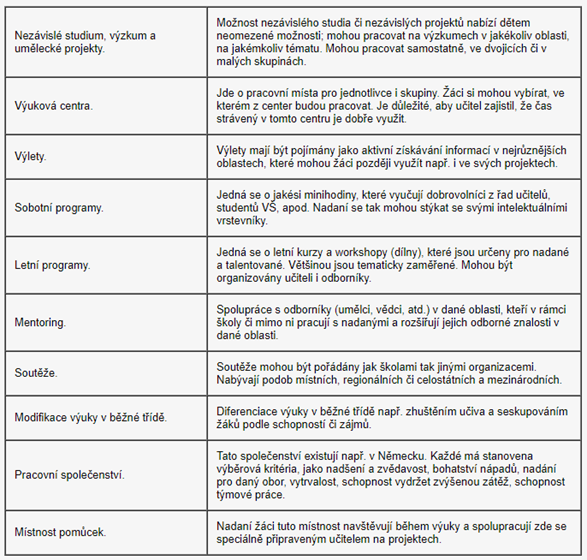 Nezávislé studium, výzkum a
umělecké projekty.
Možnost nezávislého studia či nezávislých projektů nabízí dětem
neomezené možnosti; mohou pracovat na výzkumech v jakékoliv oblasti,
na jakémkoliv tématu. Mohou pracovat samostatně, ve dvojicích či v
malých skupinách.
Výuková centra.
Jde o pracovní místa pro jednotlivce i skupiny. Žáci si mohou vybírat, ve
kterém z center budou pracovat. Je důležité, aby učitel zajistil, že čas
strávený v tomto centru je dobře využit.
Výlety.
Výlety mají být pojímány jako aktivní získávání informací v nejrůznějších
oblastech, které mohou žáci později využít např. i ve svých projektech.
Sobotní programy.
Jedná se o jakési minihodiny, které vyučují dobrovolníci z řad učitelů,
studentů VŠ, apod. Nadaní se tak mohou stýkat se svými intelektuálními
vrstevníky.
Letní programy.
Jedná se o letní kurzy a workshopy (dílny), které jsou určeny pro nadané
a talentované. Většinou jsou tematicky zaměřené. Mohou být
organizovány učiteli i odborníky.
Mentoring.
Spolupráce s odborníky (umělci, vědci, atd.) v dané oblasti, kteří v rámci
školy či mimo ni pracují s nadanými a rozšiřují jejich odborné znalosti v
dané oblasti.
Soutěže.
Soutěže mohou být pořádány jak školami tak jinými organizacemi.
Nabývají podob místních, regionálních či celostátních a mezinárodních.
Modifikace výuky v běžné třídě.
Diferenciace výuky v běžné třídě např. zhuštěním učiva a seskupováním
žáků podle schopností či zájmů.
Pracovní společenství.
Tato společenství existují např. v Německu. Každé má stanovena
výběrová kritéria, jako nadšení a zvědavost, bohatství nápadů, nadání
pro daný obor, vytrvalost, schopnost vydržet zvýšenou zátěž, schopnost
týmové práce.
Místnost pomůcek.
Nadaní žáci tuto místnost navštěvují během výuky a spolupracují zde se
speciálně připraveným učitelem na projektech.